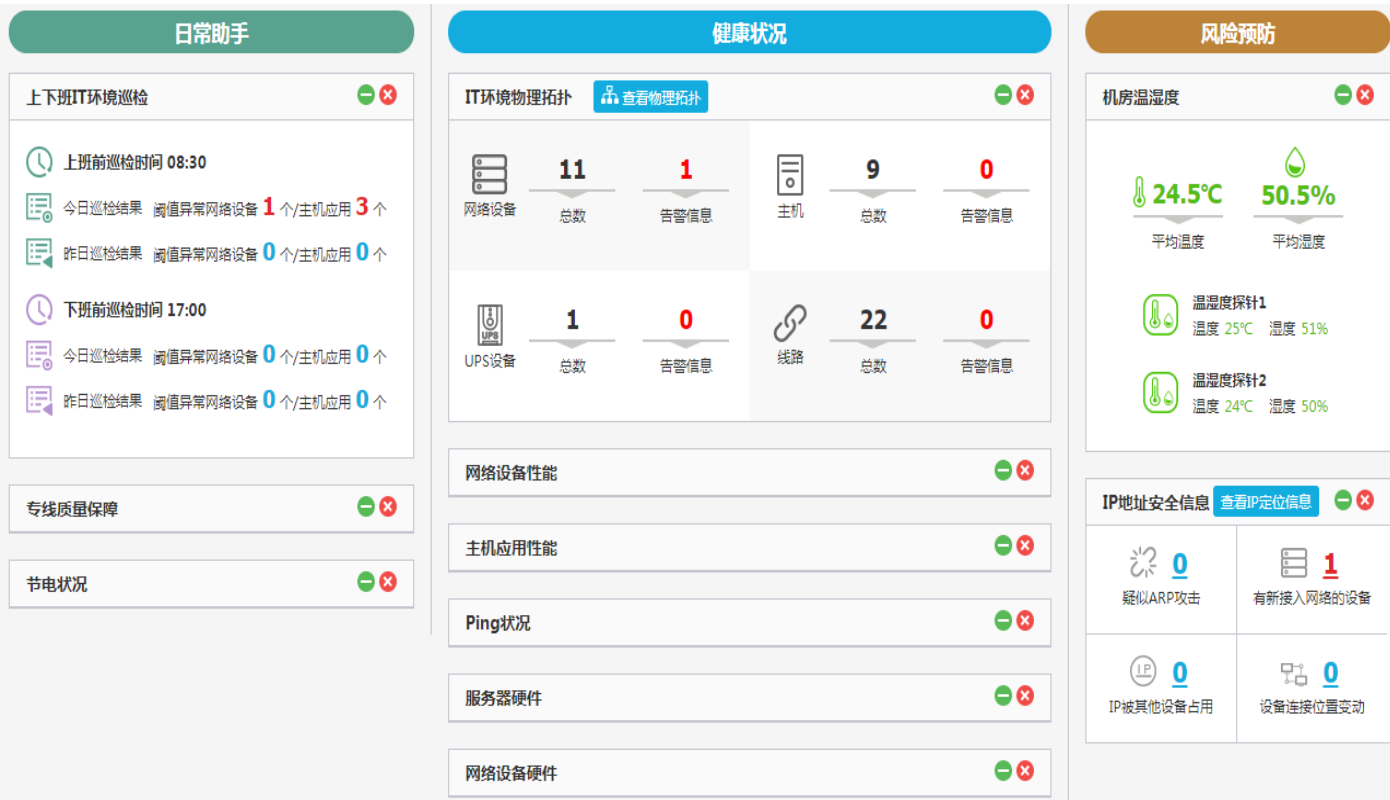 日常助手
上下班IT环境巡检
上班前巡检时间 08:30
今日巡检结果 阈值异常网络设备 1 个/主机应用 3 个
昨日巡检结果 阈值异常网络设备 0 个/主机应用 0 个
下班前巡检时间 17:00
今日巡检结果 阈值异常网络设备 0 个/主机应用 0 个
昨日巡检结果 阈值异常网络设备 0 个/主机应用 0 个
专线质量保障
节电状况
健康状况
IT环境物理拓扑 查看物理拓扑
11 1 9 0
网络设备 总数 告警信息 主机 总数 告警信息
1 0 22 0
UPS
UPS设备 总数 告警信息 线路 总数 告警信息
网络设备性能
主机应用性能
Ping状况
服务器硬件
网络设备硬件
风险预防
机房温湿度
24.5℃ 50.5%
平均温度 平均湿度
温湿度探针1
温度 25℃ 湿度 51%
温湿度探针2
温度 24℃ 湿度 50%
IP地址安全信息 查看IP定位信息
0 1
疑似ARP攻击 有新接入网络的设备
IP 0 0
IP被其他设备占用 设备连接位置变动